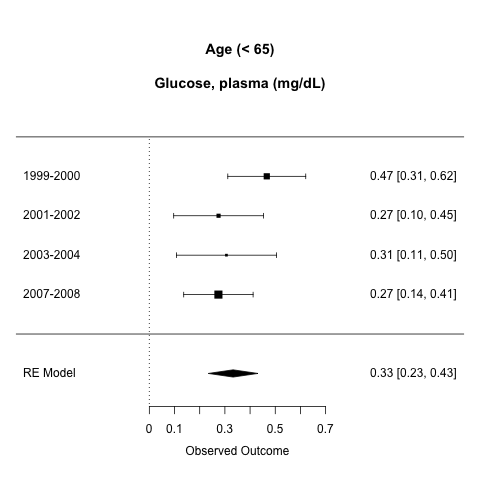 Age (< 65)
Glucose, plasma (mg/dL)
1999-2000 0.47 [0.31, 0.62]
2001-2002 0.27 [0.10, 0.45]
2003-2004 0.31 [0.11, 0.50]
2007-2008 0.27 [0.14, 0.41]
RE Model 0.33 [0.23, 0.43]
0 0.1 0.3 0.5 0.7
Observed Outcome